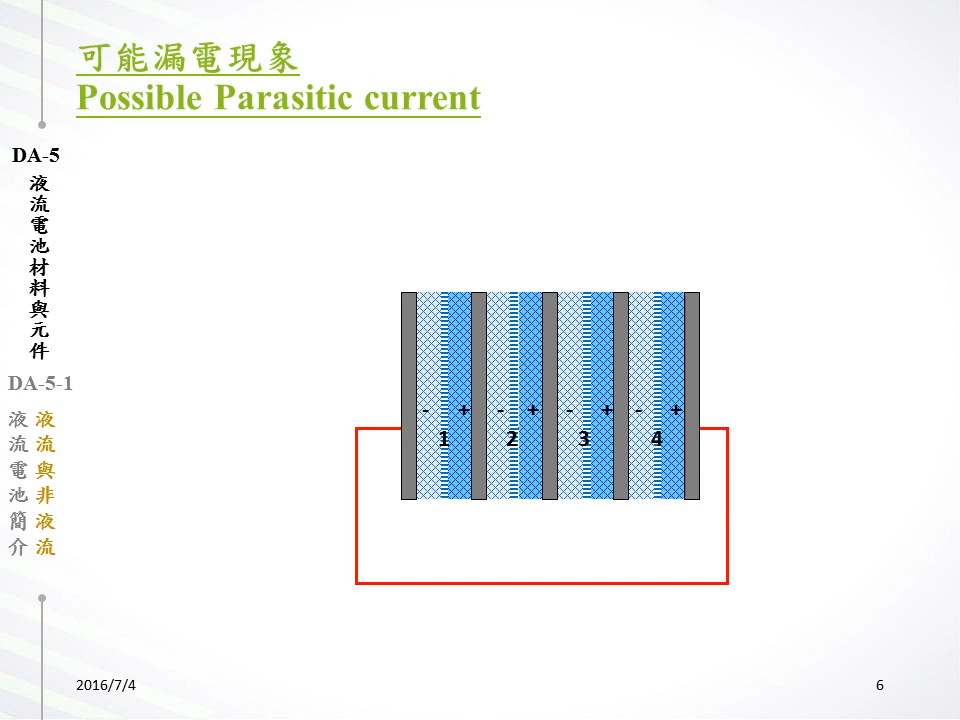 可能漏電現象
Possible Parasitic current
DA-5
液流電池材料與元件
DA-5-1
液流電池簡介
液流與非液流
- + - + - + - +
1 2 3 4
2016/7/4
6